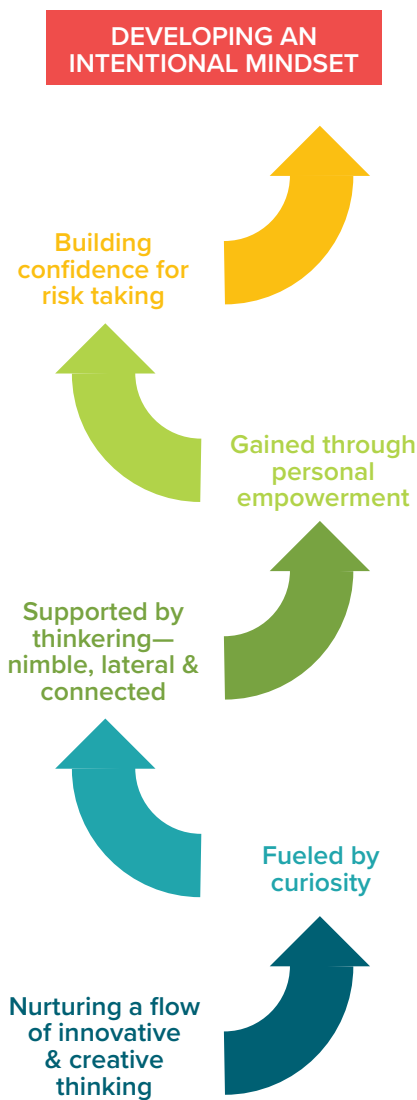 DEVELOPING AN
INTENTIONAL MINDSET
Building
confidence for
risk taking
Gained through
personal
empowerment
Supported by
thinkering—
nimble, lateral &
connected
Fueled by
curiosity
Nurturing a flow
of innovative
& creative
thinking